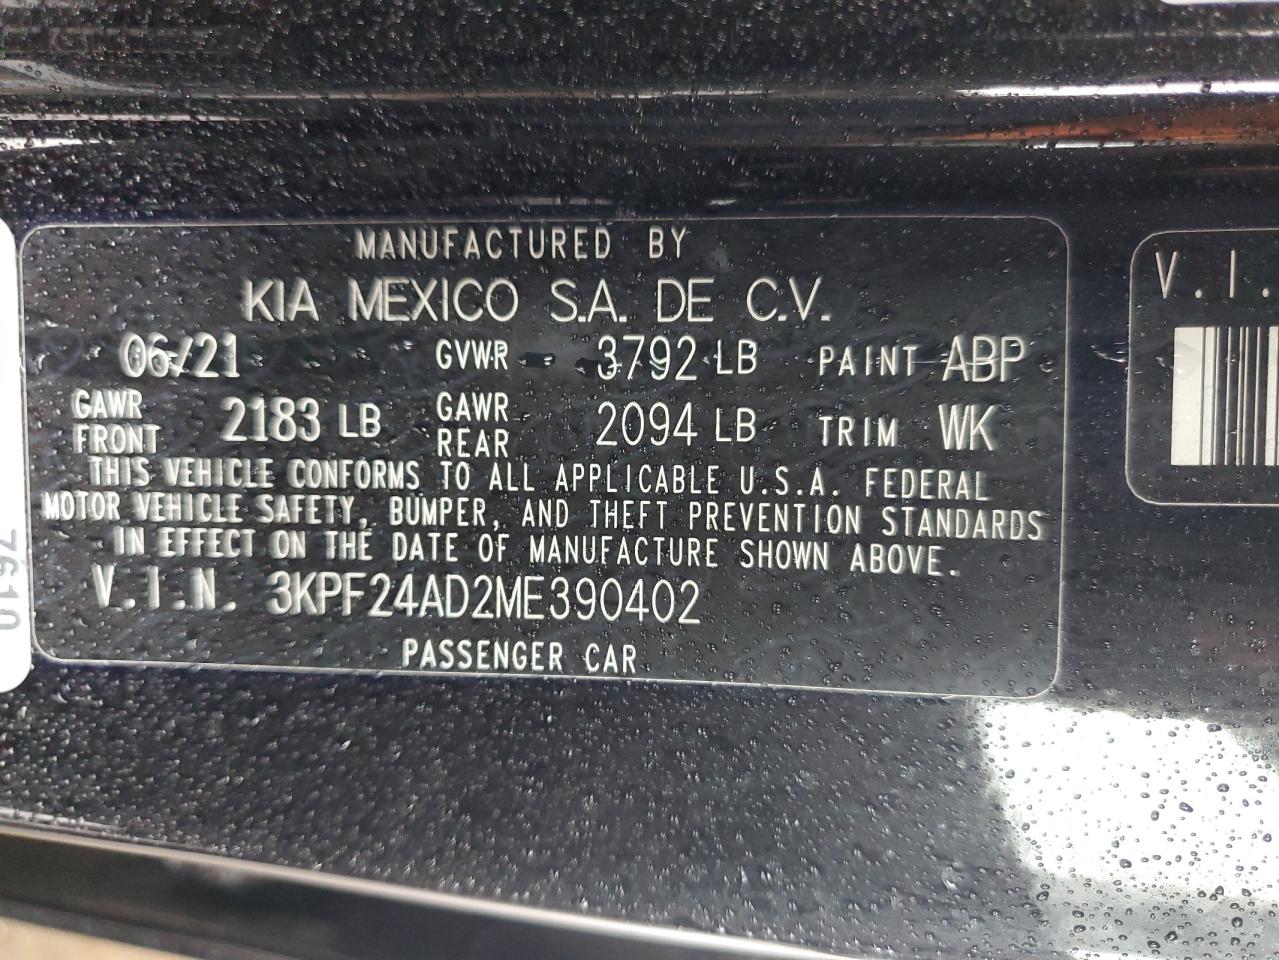 MANUFACTURED BY
KIA MEXICO S.A. DE C.V.
06/21 GVWR 3792 LB PAINT ABP
GAWR FRONT 2183 LB GAWR REAR 2094 LB TRIM WK
THIS VEHICLE CONFORMS TO ALL APPLICABLE U.S.A. FEDERAL
MOTOR VEHICLE SAFETY, BUMPER, AND THEFT PREVENTION STANDARDS
IN EFFECT ON THE DATE OF MANUFACTURE SHOWN ABOVE.
V.I.N. 3KPF24AD2ME390402
PASSENGER CAR
V.I.